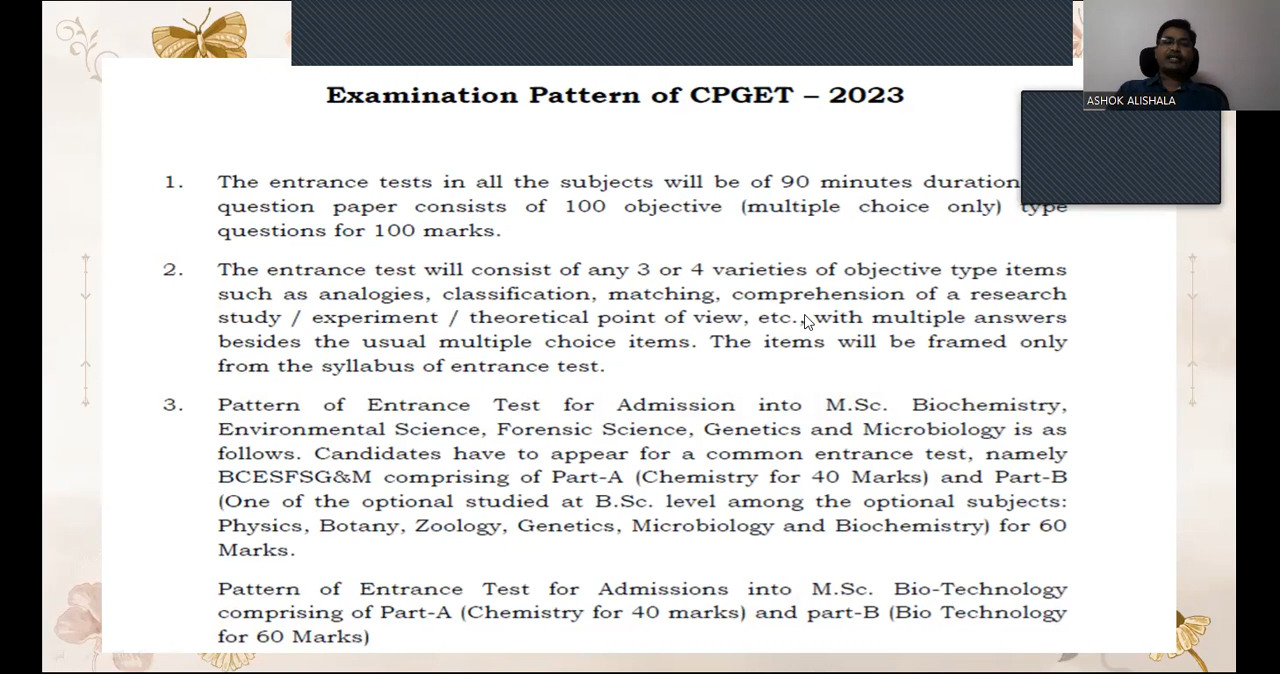 ASHOK ALISHALA
Examination Pattern of CPGET – 2023
1. The entrance tests in all the subjects will be of 90 minutes duration
question paper consists of 100 objective (multiple choice only) type
questions for 100 marks.
2. The entrance test will consist of any 3 or 4 varieties of objective type items
such as analogies, classification, matching, comprehension of a research
study / experiment / theoretical point of view, etc., with multiple answers
besides the usual multiple choice items. The items will be framed only
from the syllabus of entrance test.
3. Pattern of Entrance Test for Admission into M.Sc. Biochemistry,
Environmental Science, Forensic Science, Genetics and Microbiology is as
follows. Candidates have to appear for a common entrance test, namely
BCESFSG&M comprising of Part-A (Chemistry for 40 Marks) and Part-B
(One of the optional studied at B.Sc. level among the optional subjects:
Physics, Botany, Zoology, Genetics, Microbiology and Biochemistry) for 60
Marks.
Pattern of Entrance Test for Admissions into M.Sc. Bio-Technology
comprising of Part-A (Chemistry for 40 marks) and part-B (Bio Technology
for 60 Marks)